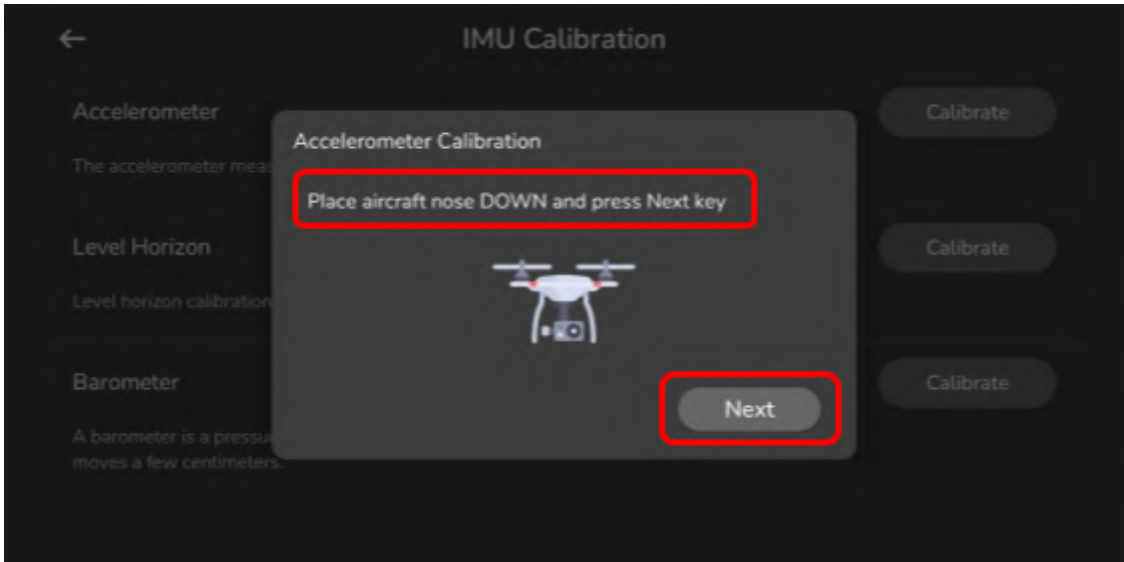 IMU Calibration
Accelerometer
Calibrate
The accelerometer meas
Accelerometer Calibration
Place aircraft nose DOWN and press Next key
Level Horizon
Calibrate
Level horizon calibration
Barometer
Calibrate
Next
A barometer is a pressu
moves a few centimeters.